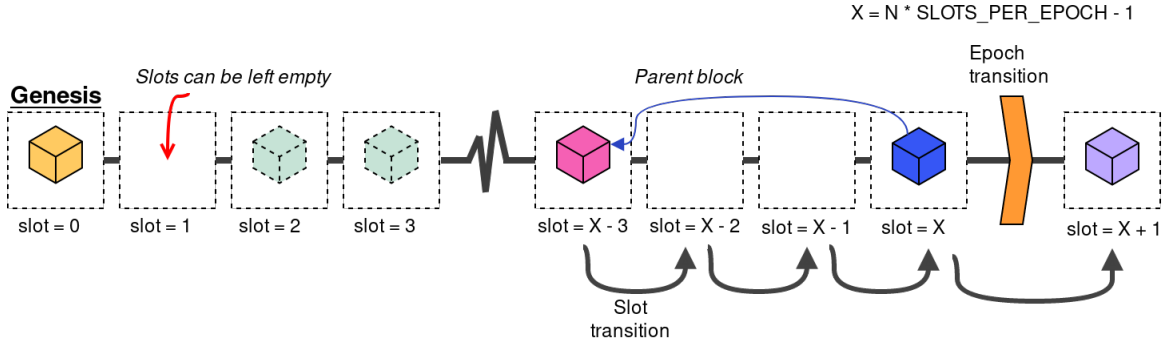 X = N * SLOTS_PER_EPOCH - 1
Slots can be left empty
Parent block
Epoch
transition
Genesis
slot = 0
slot = 1
slot = 2
slot = 3
slot = X - 3
slot = X - 2
slot = X - 1
slot = X
slot = X + 1
Slot
transition